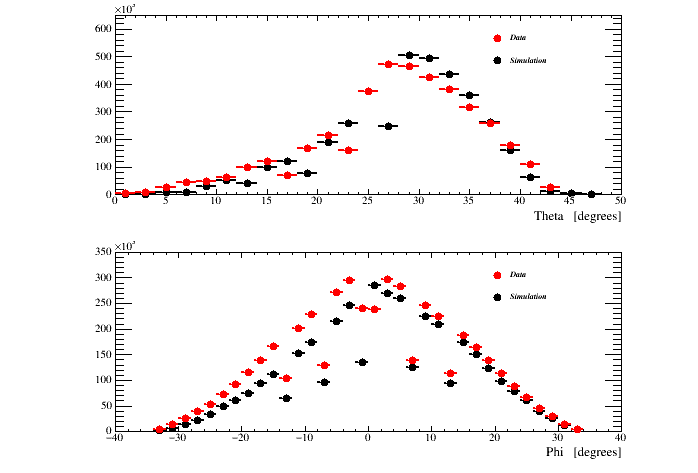 ×10³
600
Data
500
Simulation
400
300
200
100
0
0 5 10 15 20 25 30 35 40 45 50
Theta [degrees]
×10³
350
300
Data
Simulation
250
200
150
100
50
0
−40 −30 −20 −10 0 10 20 30 40
Phi [degrees]